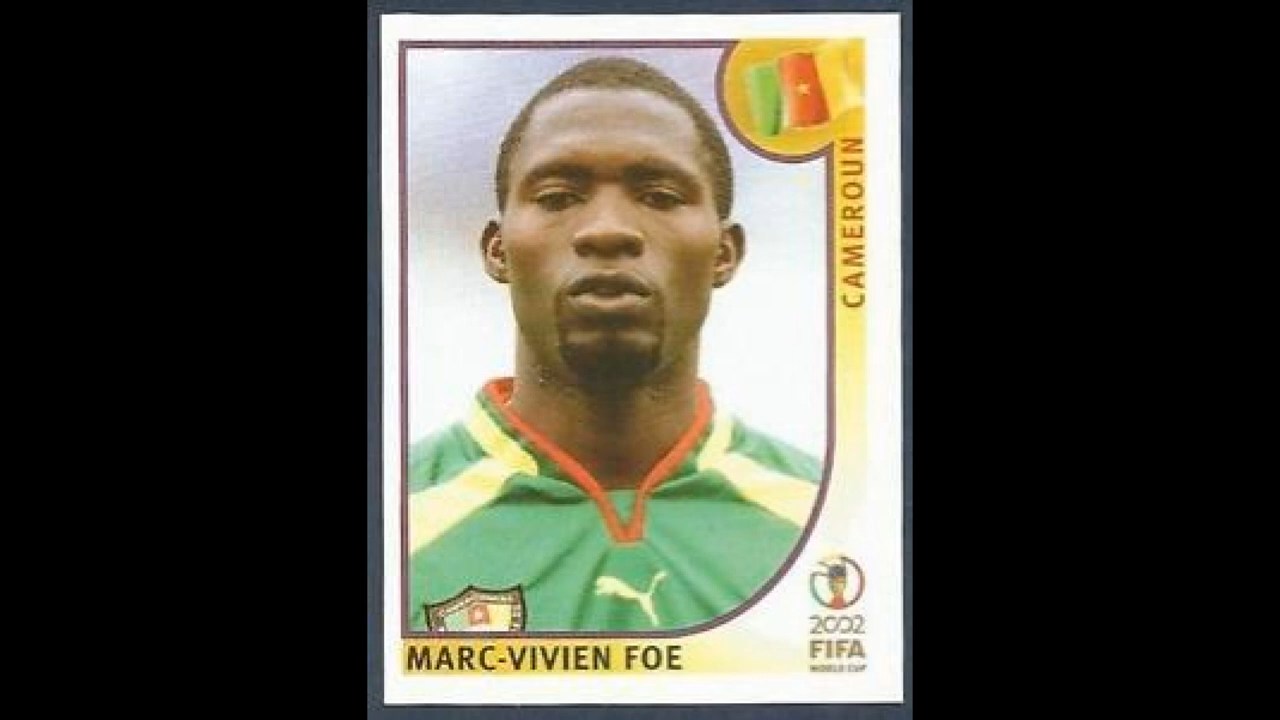 CAMEROUN
MARC-VIVIEN FOE
2002
FIFA
WORLD CUP